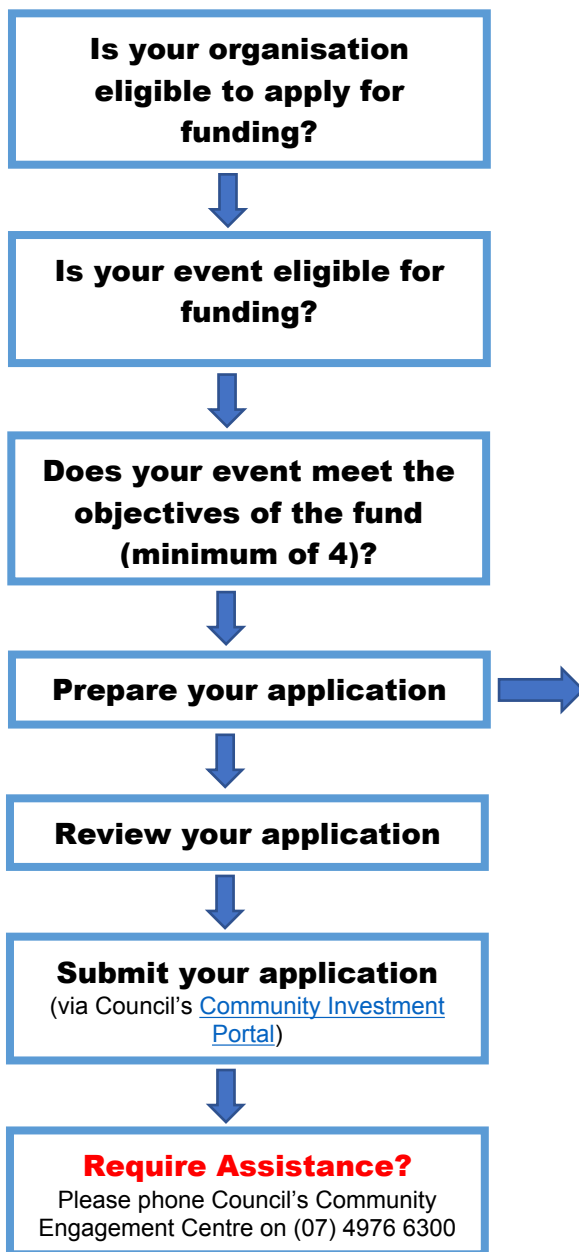 Is your organisation
eligible to apply for
funding?
Is your event eligible for
funding?
Does your event meet the
objectives of the fund
(minimum of 4)?
Prepare your application
Review your application
Submit your application
(via Council’s Community Investment
Portal)
Require Assistance?
Please phone Council’s Community
Engagement Centre on (07) 4976 6300